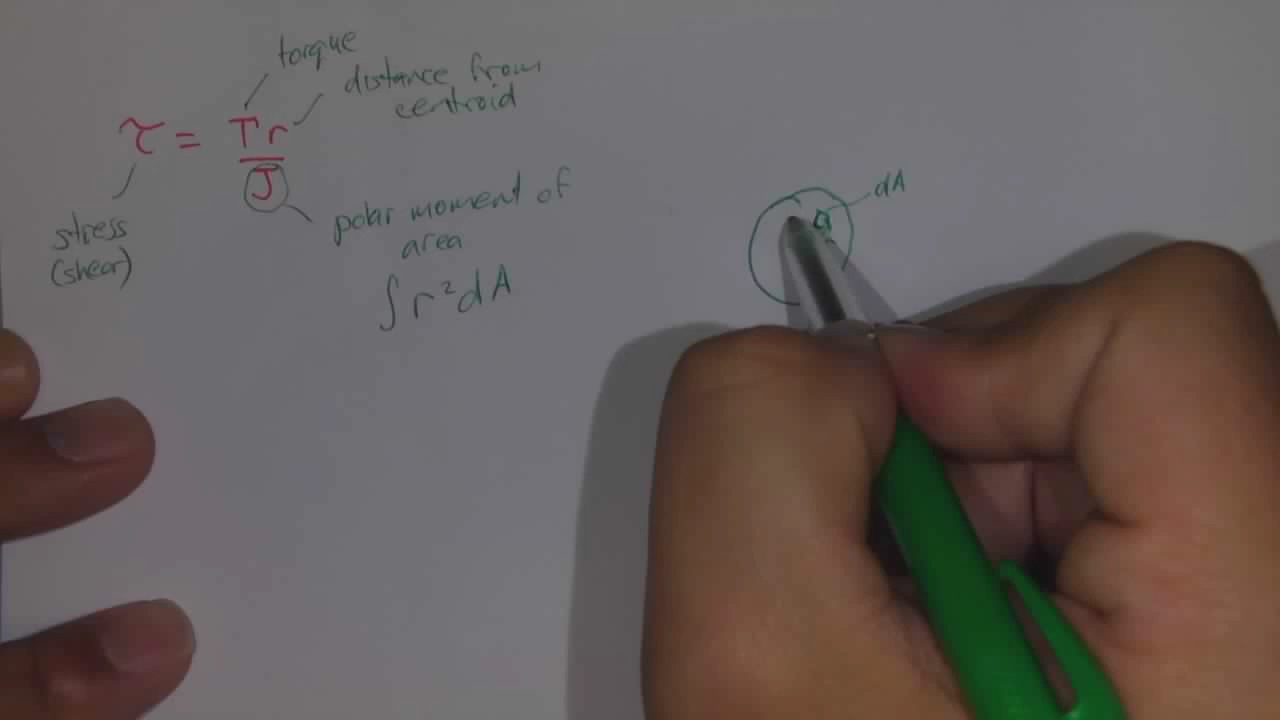 torque
distance from
centroid
τ = Tr
J
stress
(shear)
polar moment of
area
∫ r²dA
dA